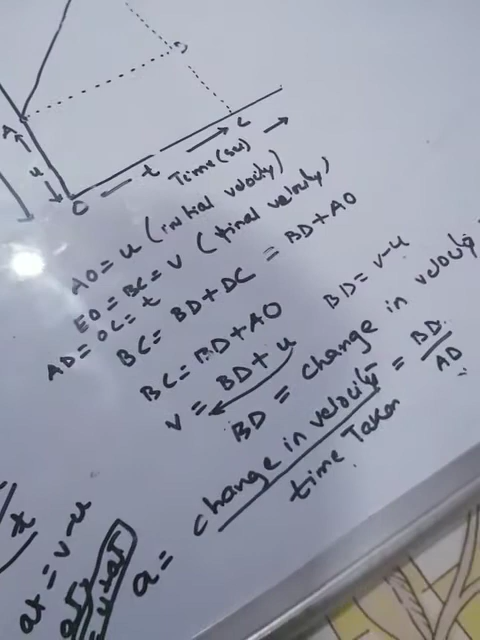 D
A
u
O
t
c
Time (sec)
AO = u (initial velocity)
EO = BC = v (final velocity)
AD = OC = t
BC = BD + DC = BD + AO
BC = BD + AO
v = BD + u BD = v-u
BD = change in velocity
a = change in velocity / time Taken = BD / AD
t
at = v-u
= u+at